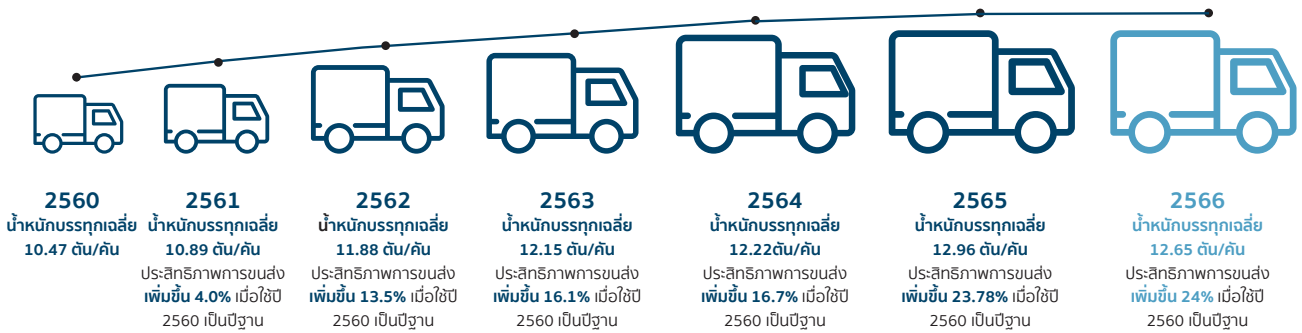 2560
น้ำหนักบรรทุกเฉลี่ย
10.47 ตัน/คัน
2561
น้ำหนักบรรทุกเฉลี่ย
10.89 ตัน/คัน
ประสิทธิภาพการขนส่ง
เพิ่มขึ้น 4.0% เมื่อใช้ปี
2560 เป็นปีฐาน
2562
น้ำหนักบรรทุกเฉลี่ย
11.88 ตัน/คัน
ประสิทธิภาพการขนส่ง
เพิ่มขึ้น 13.5% เมื่อใช้ปี
2560 เป็นปีฐาน
2563
น้ำหนักบรรทุกเฉลี่ย
12.15 ตัน/คัน
ประสิทธิภาพการขนส่ง
เพิ่มขึ้น 16.1% เมื่อใช้ปี
2560 เป็นปีฐาน
2564
น้ำหนักบรรทุกเฉลี่ย
12.22ตัน/คัน
ประสิทธิภาพการขนส่ง
เพิ่มขึ้น 16.7% เมื่อใช้ปี
2560 เป็นปีฐาน
2565
น้ำหนักบรรทุกเฉลี่ย
12.96 ตัน/คัน
ประสิทธิภาพการขนส่ง
เพิ่มขึ้น 23.78% เมื่อใช้ปี
2560 เป็นปีฐาน
2566
น้ำหนักบรรทุกเฉลี่ย
12.65 ตัน/คัน
ประสิทธิภาพการขนส่ง
เพิ่มขึ้น 24% เมื่อใช้ปี
2560 เป็นปีฐาน